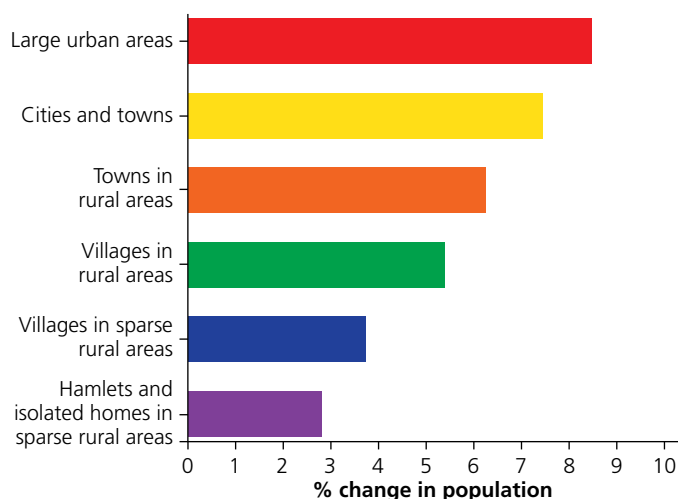 Large urban areas
Cities and towns
Towns in
rural areas
Villages in
rural areas
Villages in sparse
rural areas
Hamlets and
isolated homes in
sparse rural areas
0 1 2 3 4 5 6 7 8 9 10
% change in population